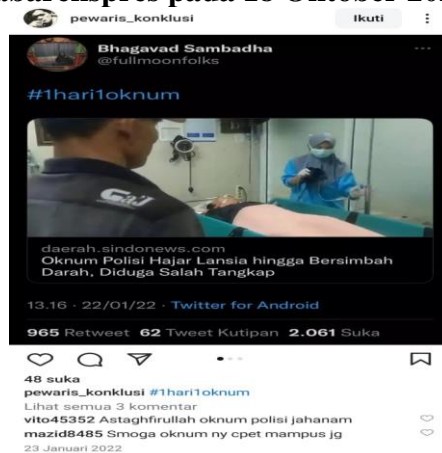 pewaris_konklusi
Ikuti
Bhagavad Sambadha
@fullmoonfolks
#1hari1oknum
daerah.sindonews.com
Oknum Polisi Hajar Lansia hingga Bersimbah
Darah, Diduga Salah Tangkap
13.16 · 22/01/22 · Twitter for Android
965 Retweet 62 Tweet Kutipan 2.061 Suka
48 suka
pewaris_konklusi #1hari1oknum
Lihat semua 3 komentar
vito45352 Astaghfirullah oknum polisi jahanam
mazid8485 Smoga oknum ny cpet mampus jg
23 Januari 2022